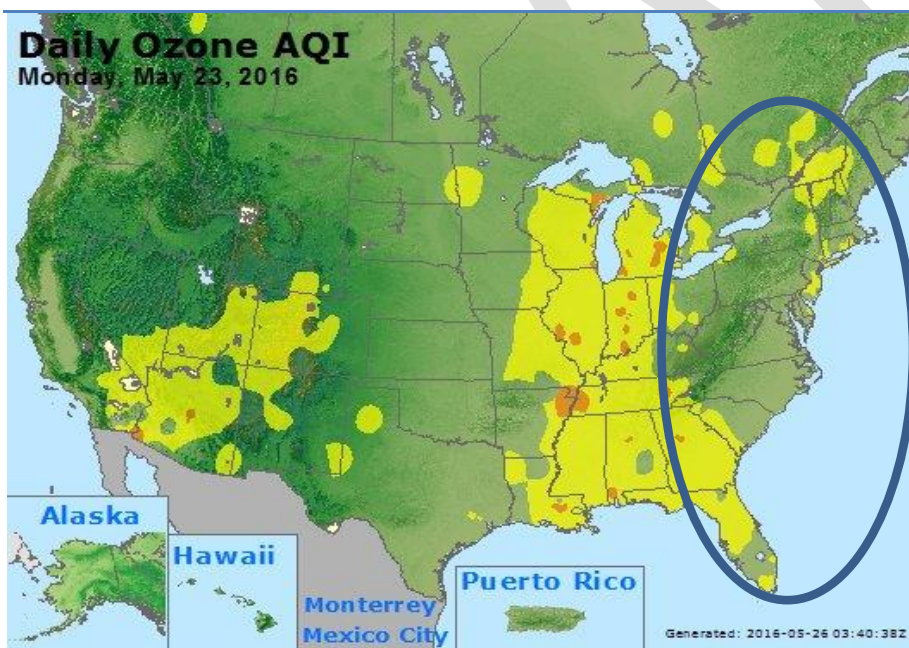 Daily Ozone AQI
Monday, May 23, 2016
Alaska
Hawaii
Puerto Rico
Monterrey
Mexico City
Generated: 2016-05-26 03:40:38Z